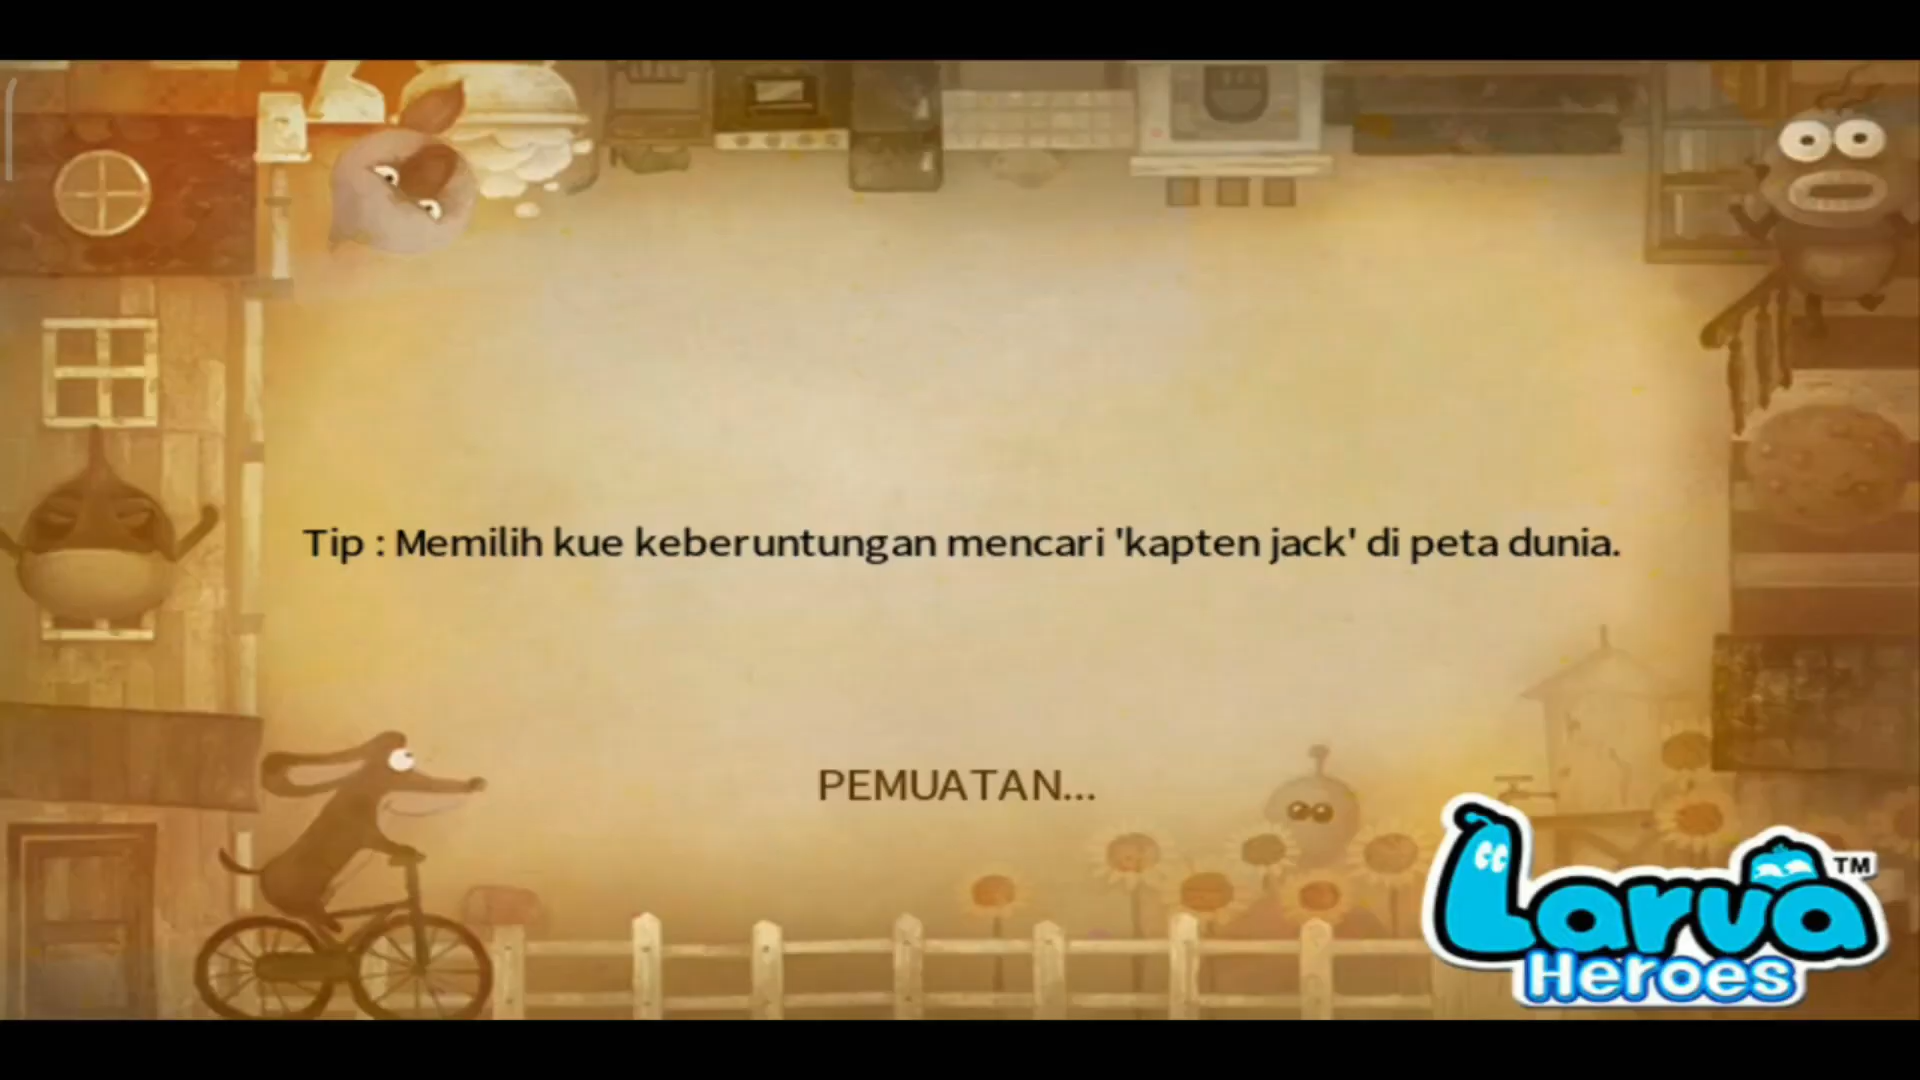 Tip : Memilih kue keberuntungan mencari 'kapten jack' di peta dunia.
PEMUATAN...
Larva TM
Heroes